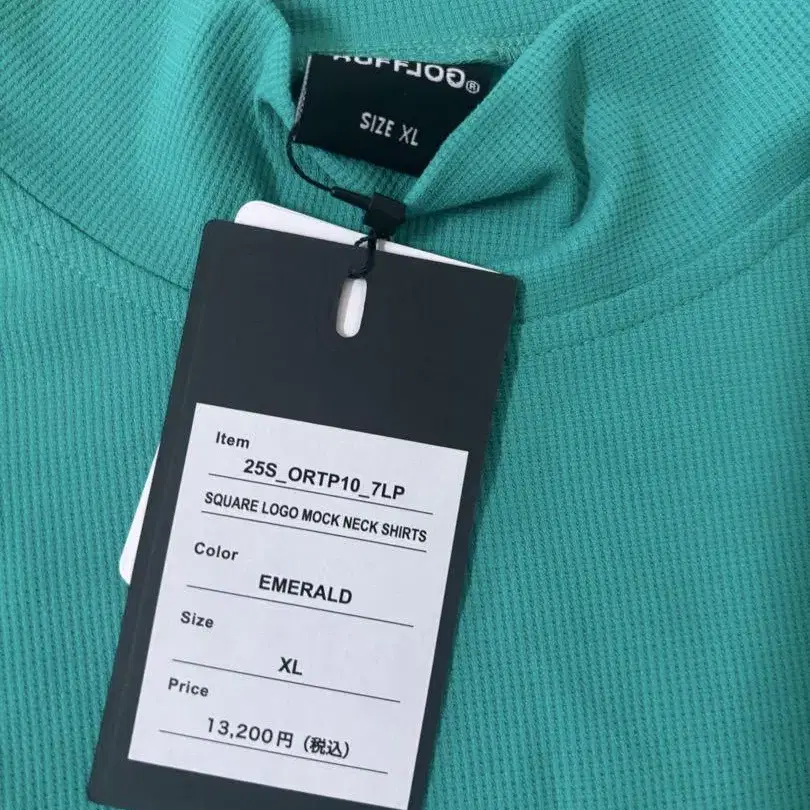 SIZE XL
Item
25S_ORTP10_7LP
SQUARE LOGO MOCK NECK SHIRTS
Color
EMERALD
Size
XL
Price
13,200円 (税込)